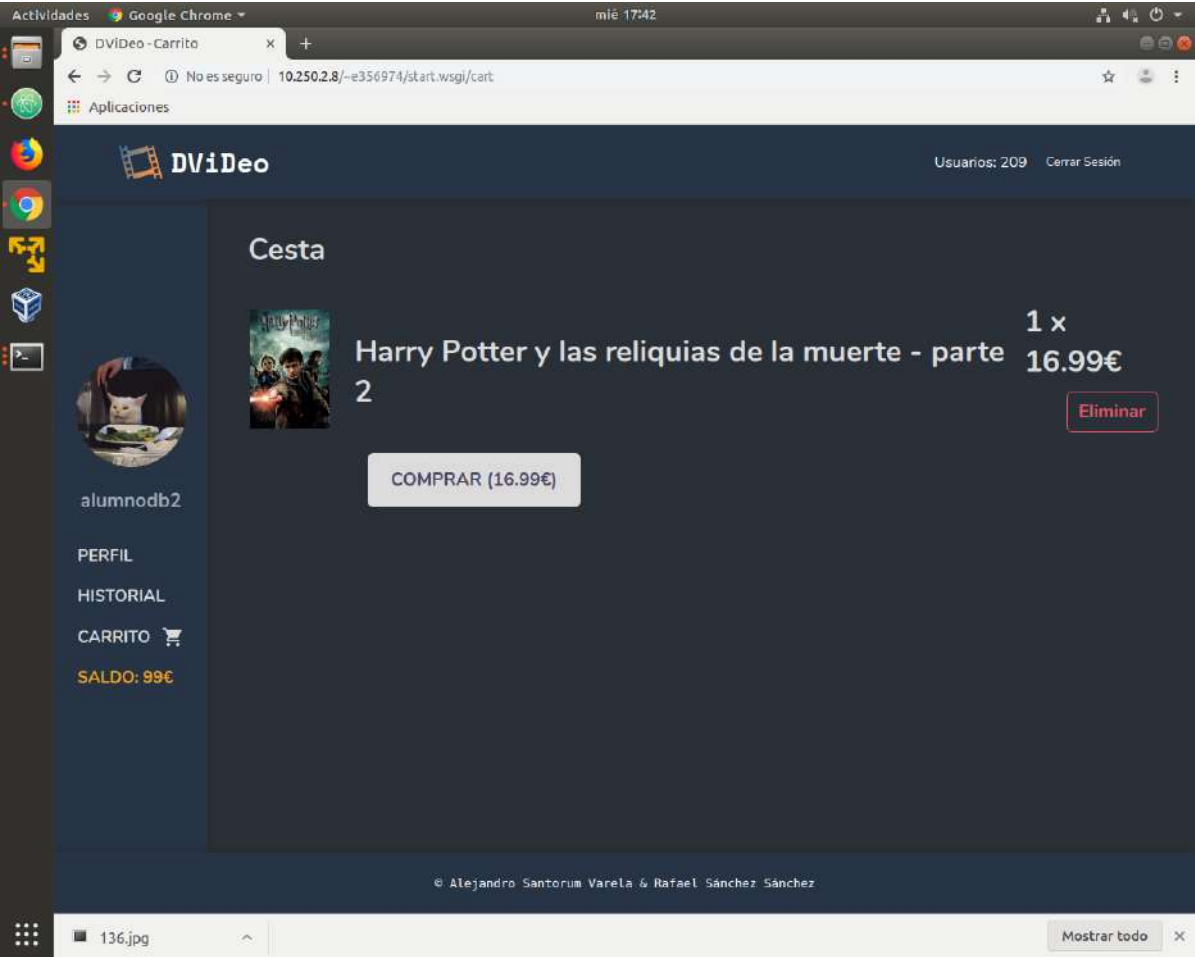 Actividades Google Chrome mié 17:42
DViDeo - Carrito
No es seguro 10.250.2.8/~e356974/start.wsgi/cart
Aplicaciones
DViDeo
Usuarios: 209 Cerrar Sesión
Cesta
Harry Potter
Harry Potter y las reliquias de la muerte - parte
2
1 x
16.99€
Eliminar
COMPRAR (16.99€)
alumnodb2
PERFIL
HISTORIAL
CARRITO
SALDO: 99€
© Alejandro Santorum Varela & Rafael Sánchez Sánchez
136.jpg
Mostrar todo